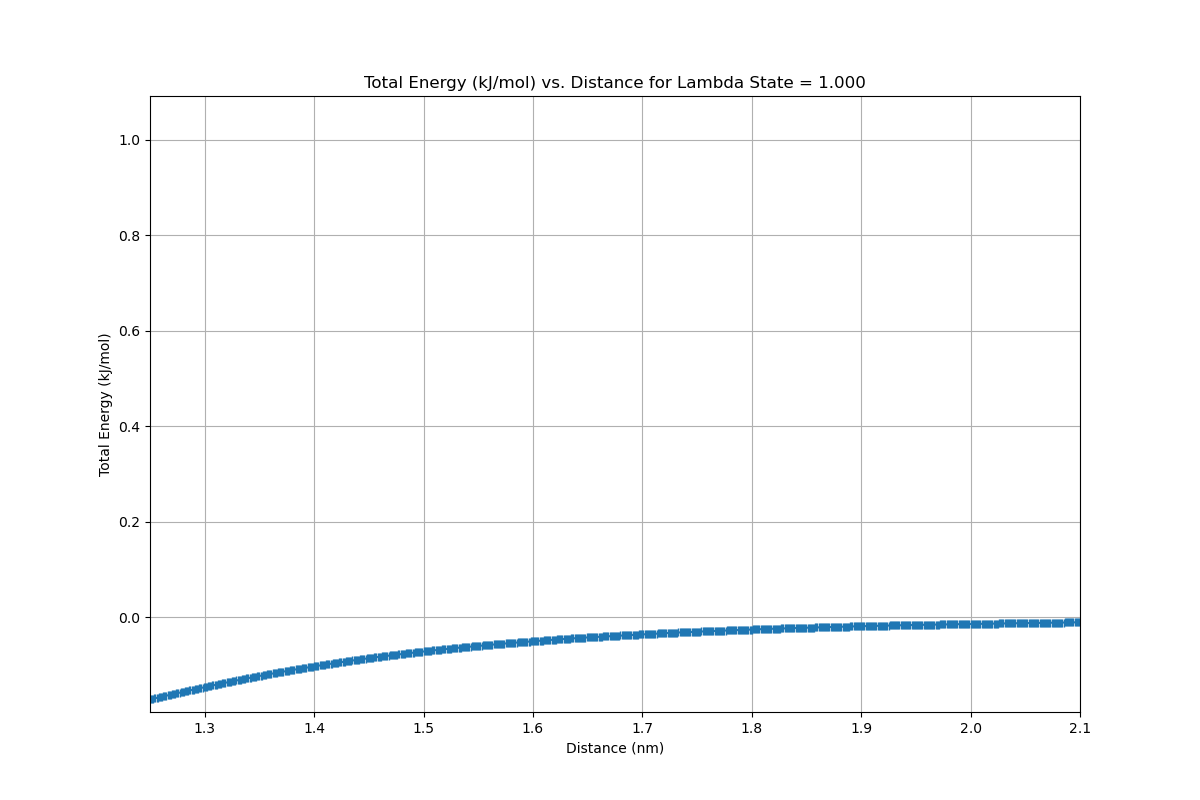 Total Energy (kJ/mol) vs. Distance for Lambda State = 1.000
1.0
0.8
0.6
0.4
0.2
0.0
Total Energy (kJ/mol)
1.3 1.4 1.5 1.6 1.7 1.8 1.9 2.0 2.1
Distance (nm)